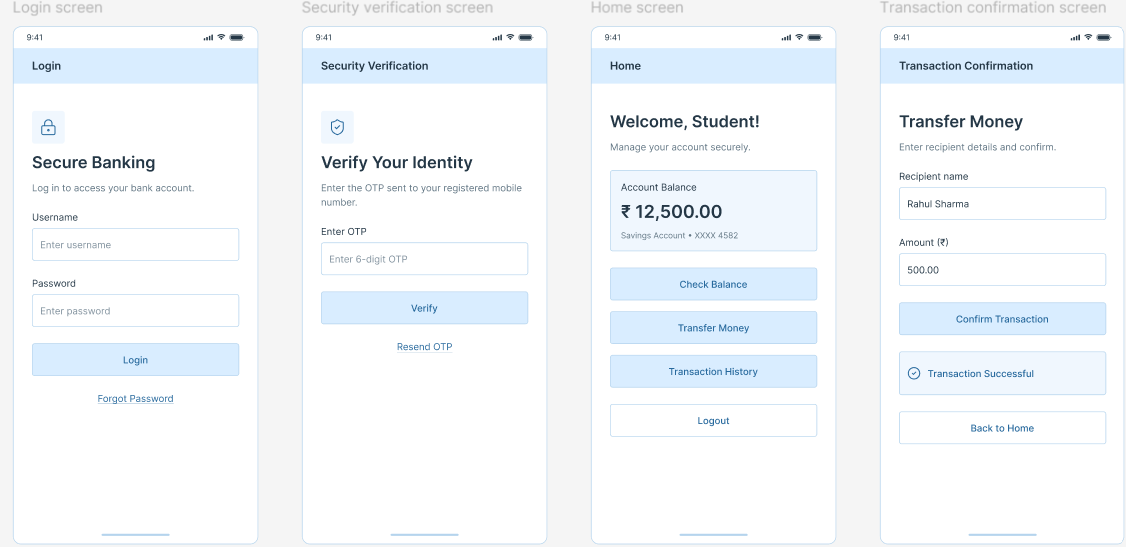 Login screen
9:41
Login
Secure Banking
Log in to access your bank account.
Username
Enter username
Password
Enter password
Login
Forgot Password
Security verification screen
9:41
Security Verification
Verify Your Identity
Enter the OTP sent to your registered mobile
number.
Enter OTP
Enter 6-digit OTP
Verify
Resend OTP
Home screen
9:41
Home
Welcome, Student!
Manage your account securely.
Account Balance
₹ 12,500.00
Savings Account • XXXX 4582
Check Balance
Transfer Money
Transaction History
Logout
Transaction confirmation screen
9:41
Transaction Confirmation
Transfer Money
Enter recipient details and confirm.
Recipient name
Rahul Sharma
Amount (₹)
500.00
Confirm Transaction
Transaction Successful
Back to Home